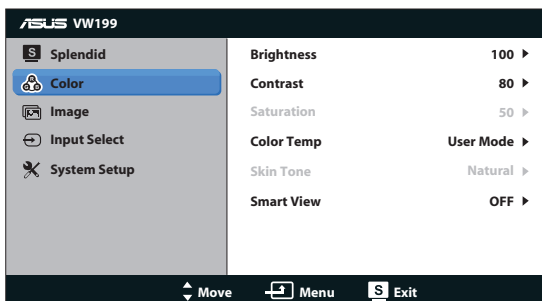 ASUS VW199
S Splendid
Color
Image
Input Select
System Setup
Brightness 100
Contrast 80
Saturation 50
Color Temp User Mode
Skin Tone Natural
Smart View OFF
Move Menu S Exit